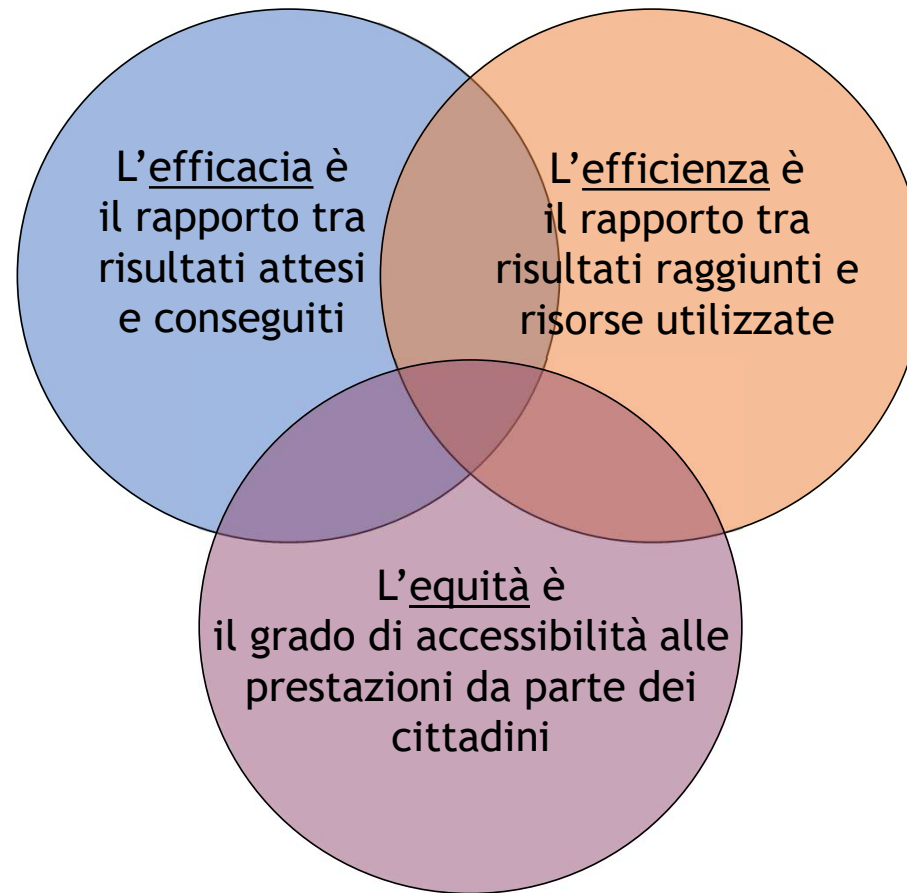 L’efficacia è
il rapporto tra
risultati attesi
e conseguiti
L’efficienza è
il rapporto tra
risultati raggiunti e
risorse utilizzate
L’equità è
il grado di accessibilità alle
prestazioni da parte dei
cittadini